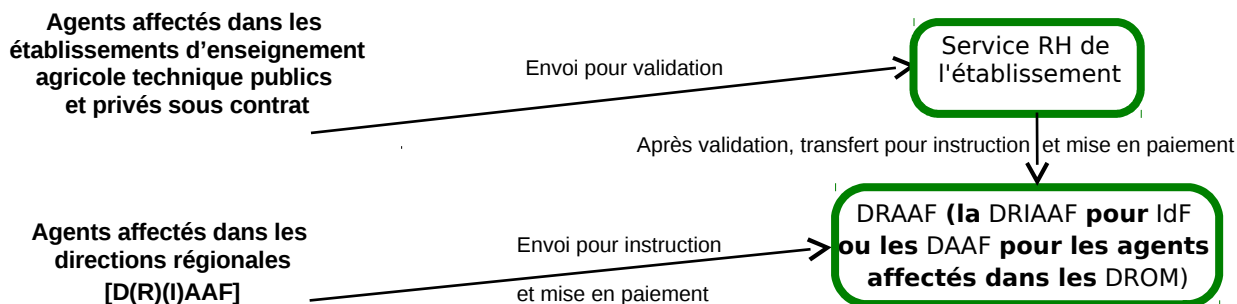 Agents affectés dans les
établissements d’enseignement
agricole technique publics
et privés sous contrat
Envoi pour validation
Service RH de
l'établissement
Après validation, transfert pour instruction et mise en paiement
Agents affectés dans les
directions régionales
[D(R)(I)AAF]
Envoi pour instruction
et mise en paiement
DRAAF (la DRIAAF pour IdF
ou les DAAF pour les agents
affectés dans les DROM)